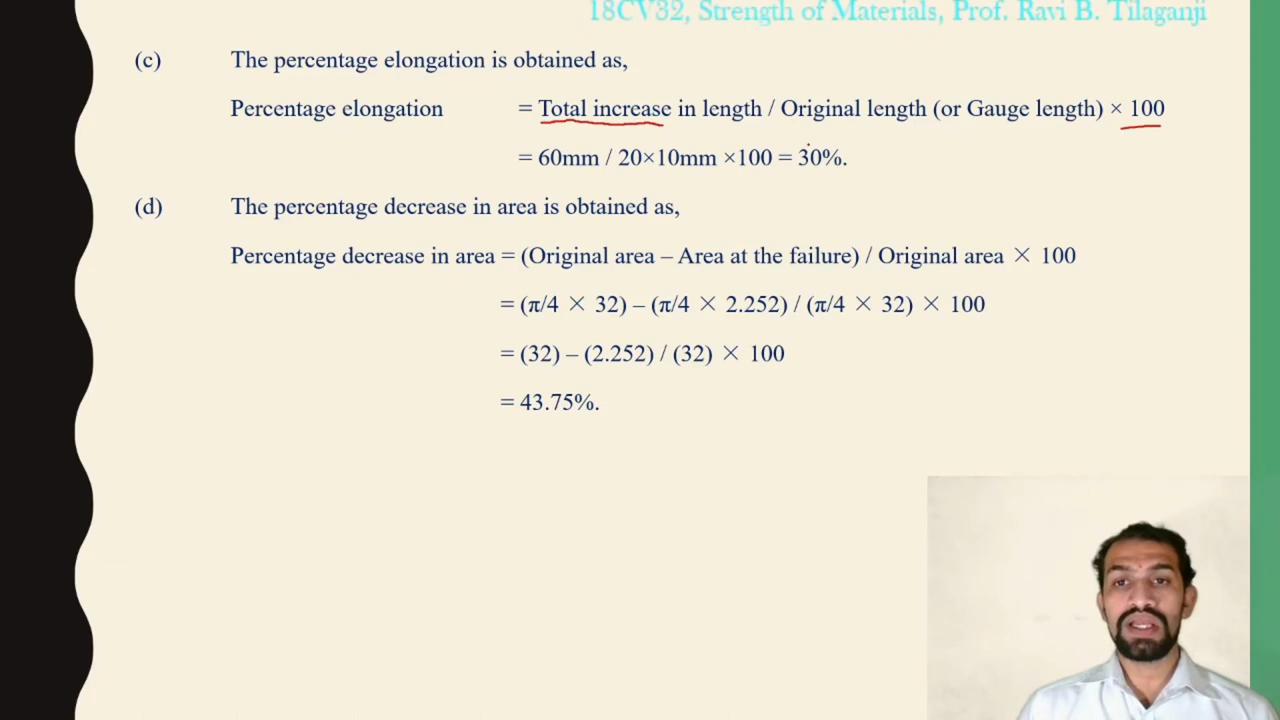 18CV32, Strength of Materials, Prof. Ravi B. Tilaganji
(c) The percentage elongation is obtained as,
Percentage elongation = Total increase in length / Original length (or Gauge length) × 100
= 60mm / 20×10mm ×100 = 30%.
(d) The percentage decrease in area is obtained as,
Percentage decrease in area = (Original area – Area at the failure) / Original area × 100
= (π/4 × 32) – (π/4 × 2.252) / (π/4 × 32) × 100
= (32) – (2.252) / (32) × 100
= 43.75%.